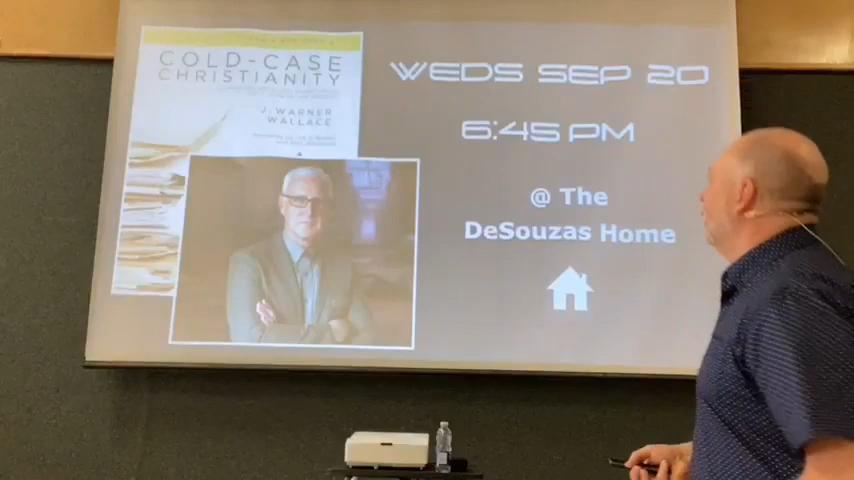 COLD-CASE
CHRISTIANITY
J. WARNER
WALLACE
WEDS SEP 20
6:45 PM
@ The
DeSouzas Home